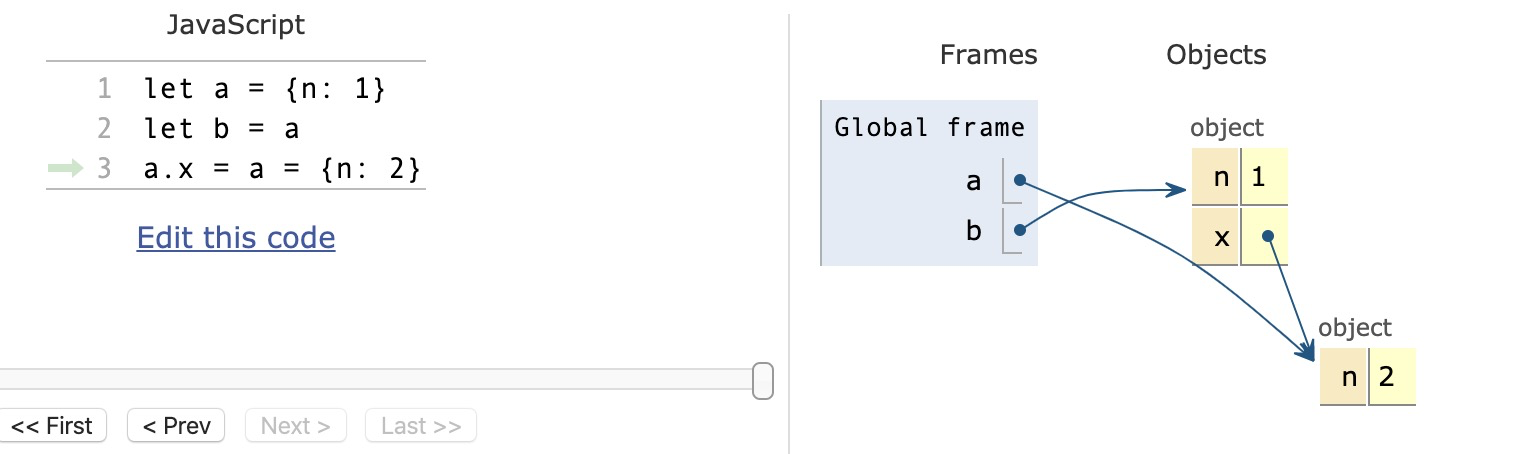 JavaScript
1 let a = {n: 1}
2 let b = a
3 a.x = a = {n: 2}
Edit this code
<< First < Prev Next > Last >>
Frames Objects
Global frame
a
b
object
n 1
x
object
n 2